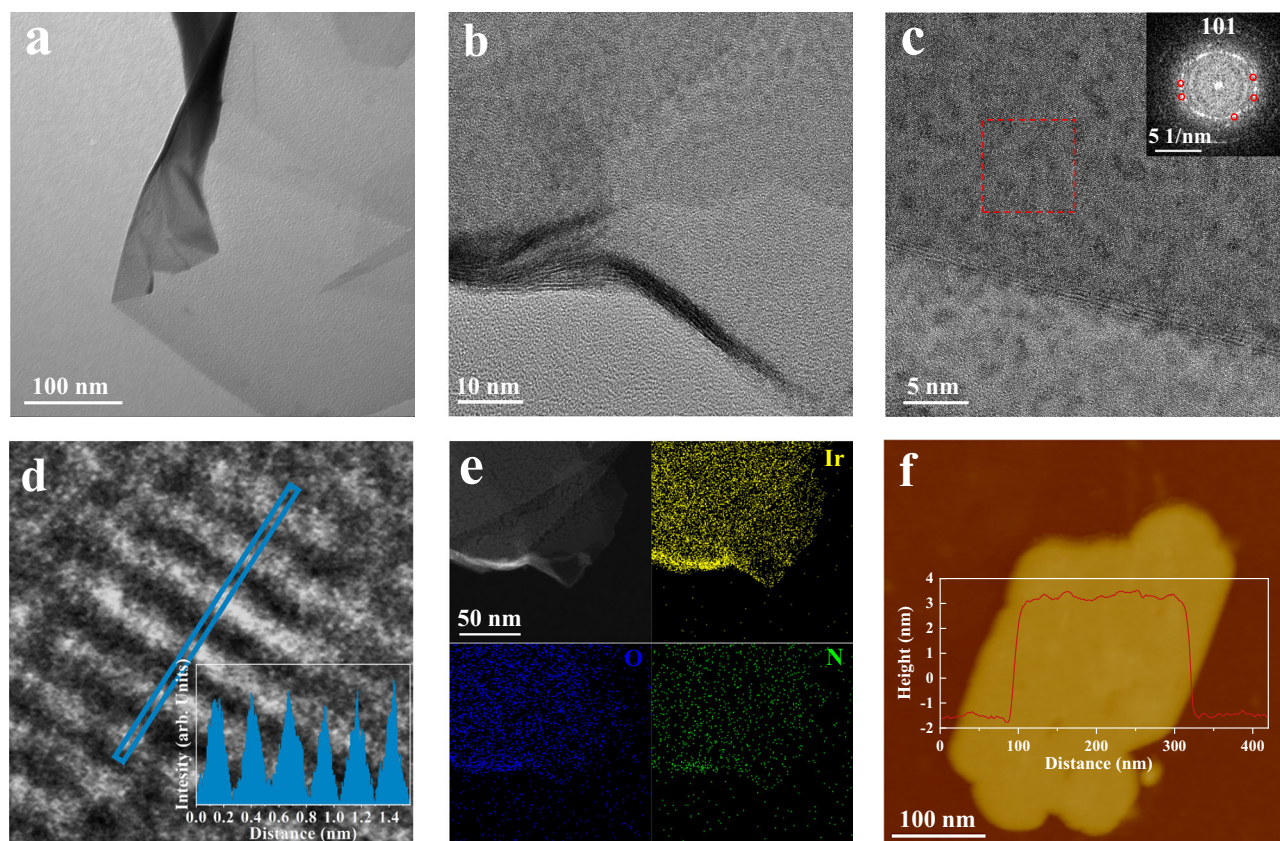 a
100 nm
b
10 nm
c
101
5 1/nm
5 nm
d
Intesity (arb. Units)
0.0 0.2 0.4 0.6 0.8 1.0 1.2 1.4
Distance (nm)
e
50 nm
Ir
O
N
f
Height (nm)
4
3
2
1
0
-1
-2
0 100 200 300 400
Distance (nm)
100 nm